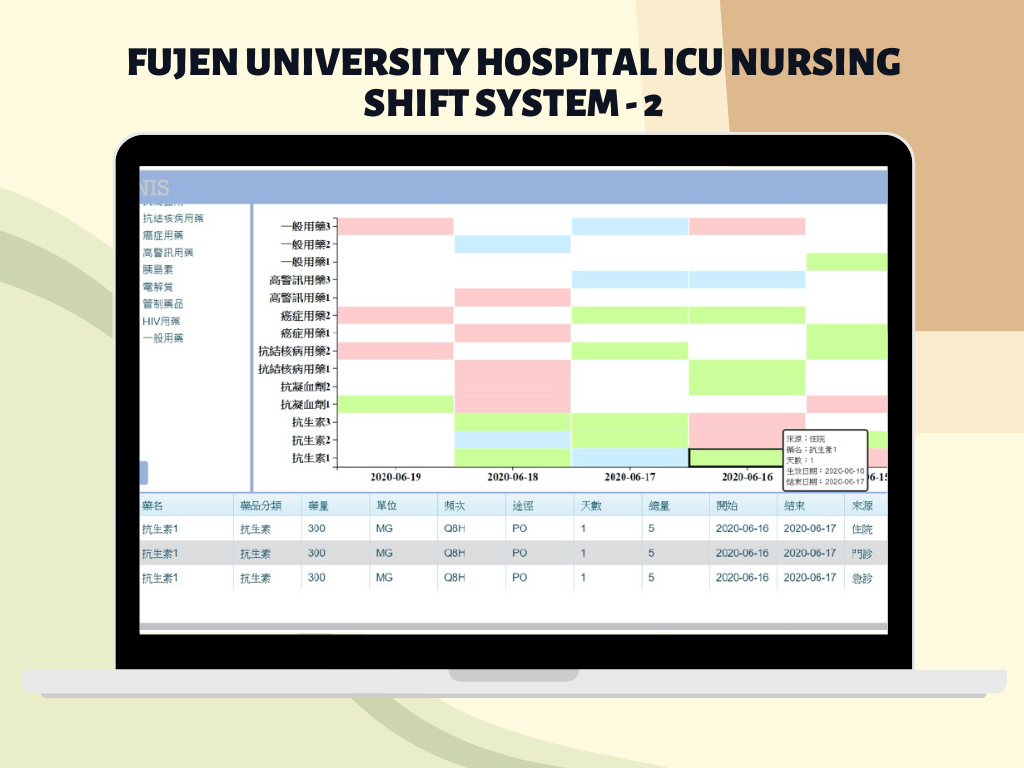 FUJEN UNIVERSITY HOSPITAL ICU NURSING
SHIFT SYSTEM - 2
NIS
抗結核病用藥
癌症用藥
高警訊用藥
胰島素
電解質
管制藥品
HIV用藥
一般用藥
一般用藥3
一般用藥2
一般用藥1
高警訊用藥3
高警訊用藥1
癌症用藥2
癌症用藥1
抗結核病用藥2
抗結核病用藥1
抗凝血劑2
抗凝血劑1
抗生素3
抗生素2
抗生素1
2020-06-19 2020-06-18 2020-06-17 2020-06-16 6-15
來源：住院
藥名：抗生素1
天數：1
生效日期：2020-06-16
結束日期：2020-06-17
藥名 藥品分類 藥量 單位 頻次 途徑 天數 總量 開始 結束 來源
抗生素1 抗生素 300 MG Q8H PO 1 5 2020-06-16 2020-06-17 住院
抗生素1 抗生素 300 MG Q8H PO 1 5 2020-06-16 2020-06-17 門診
抗生素1 抗生素 300 MG Q8H PO 1 5 2020-06-16 2020-06-17 急診